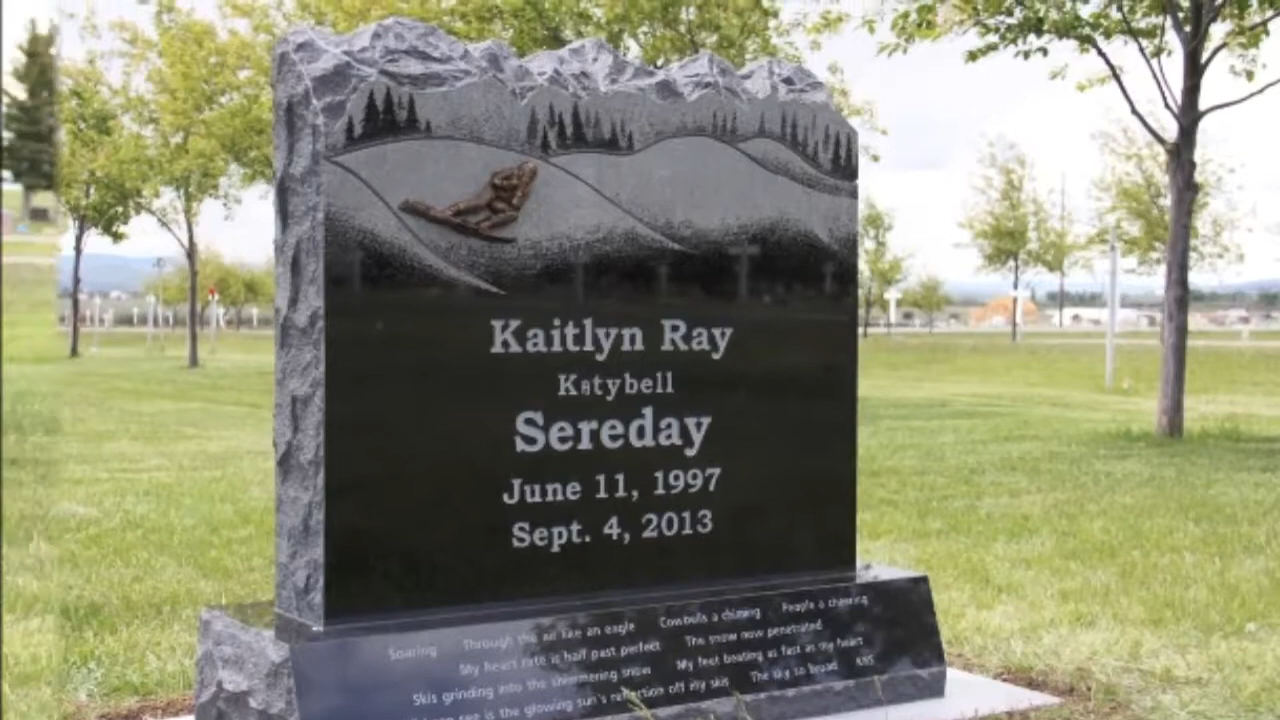 Kaitlyn Ray
Katybell
Sereday
June 11, 1997
Sept. 4, 2013
Soaring Through the air like an eagle Cowbells a chiming People a cheering
My heart rate is half past perfect The snow now penetrated
Skis grinding into the shimmering snow My feet beating as fast as my heart
see is the glowing sun's reflection off my skis The sky so broad KRS